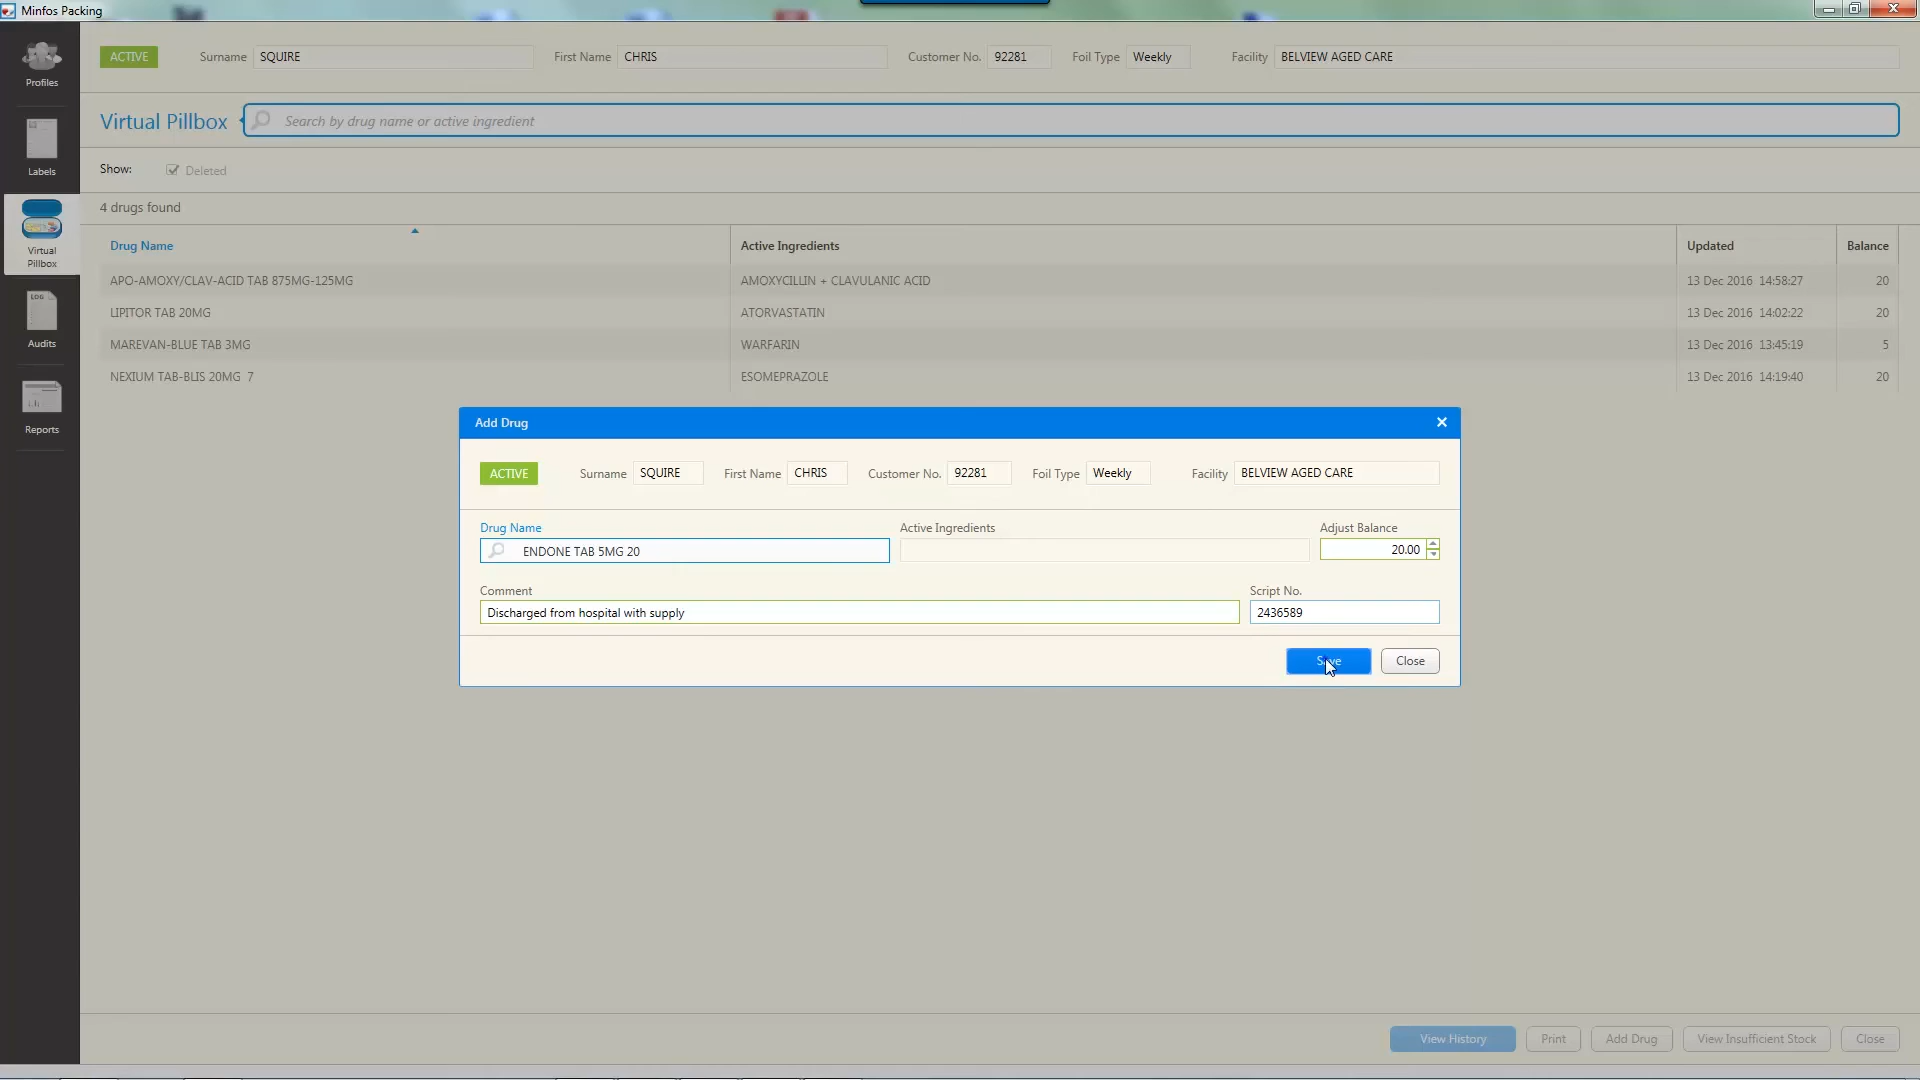 Minfos Packing
ACTIVE Surname SQUIRE First Name CHRIS Customer No. 92281 Foil Type Weekly Facility BELVIEW AGED CARE
Profiles
Virtual Pillbox Search by drug name or active ingredient
Labels
Show: Deleted
4 drugs found
Virtual
Pillbox
Drug Name Active Ingredients Updated Balance
APO-AMOXY/CLAV-ACID TAB 875MG-125MG AMOXYCILLIN + CLAVULANIC ACID 13 Dec 2016 14:58:27 20
LIPITOR TAB 20MG ATORVASTATIN 13 Dec 2016 14:02:22 20
MAREVAN-BLUE TAB 3MG WARFARIN 13 Dec 2016 13:45:19 5
NEXIUM TAB-BLIS 20MG 7 ESOMEPRAZOLE 13 Dec 2016 14:19:40 20
LOG
Audits
Reports
Add Drug
ACTIVE Surname SQUIRE First Name CHRIS Customer No. 92281 Foil Type Weekly Facility BELVIEW AGED CARE
Drug Name Active Ingredients Adjust Balance
ENDONE TAB 5MG 20 20.00
Comment Script No.
Discharged from hospital with supply 2436589
Save Close
View History Print Add Drug View Insufficient Stock Close